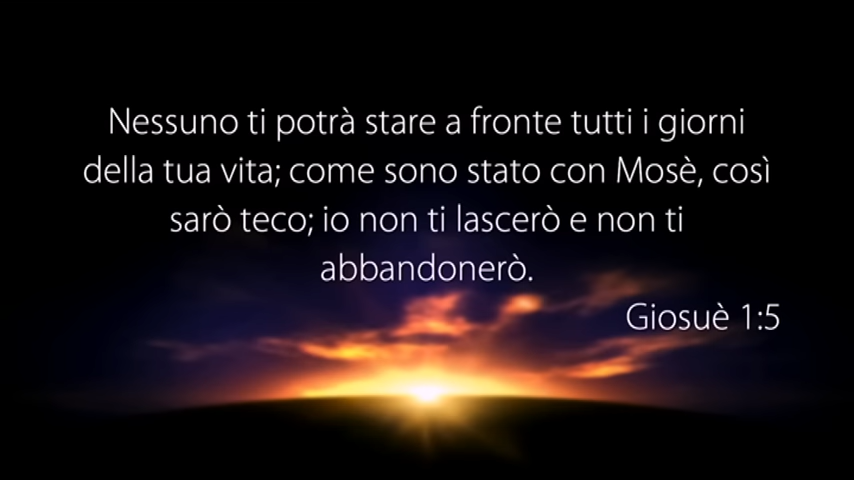 Nessuno ti potrà stare a fronte tutti i giorni
della tua vita; come sono stato con Mosè, così
sarò teco; io non ti lascerò e non ti
abbandonerò.
Giosuè 1:5